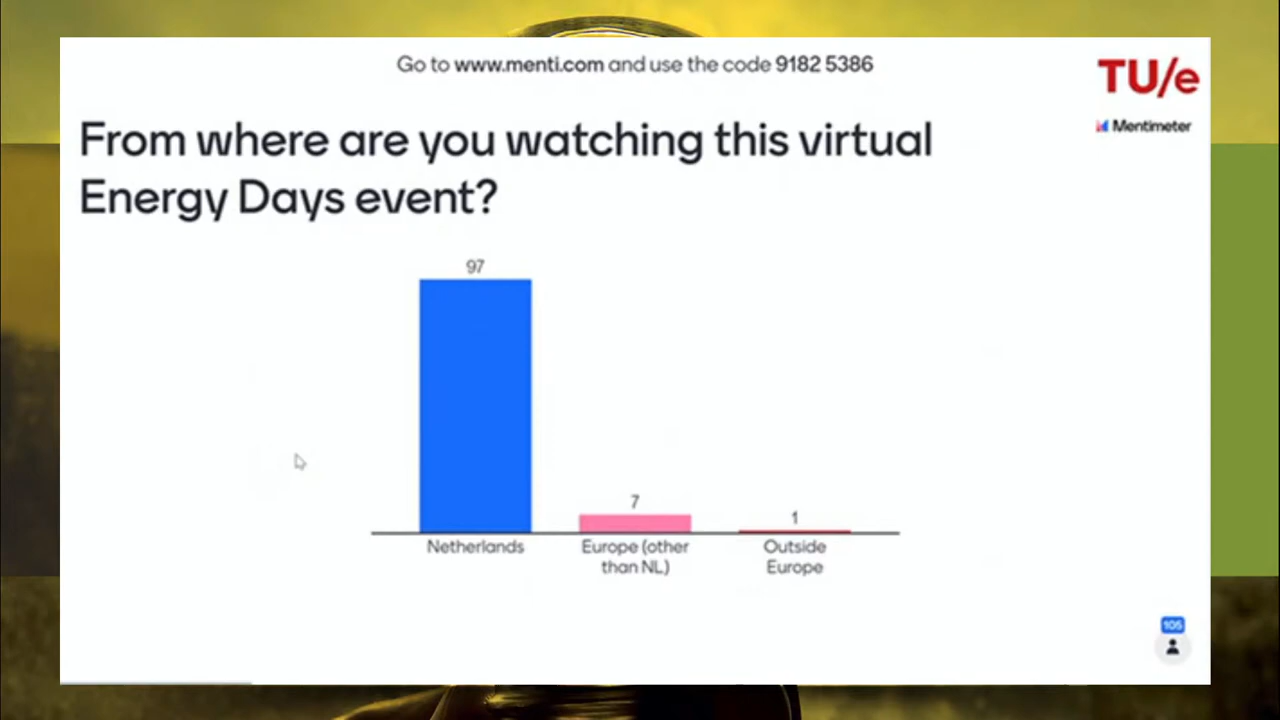 Go to www.menti.com and use the code 9182 5386
TU/e
Mentimeter
From where are you watching this virtual
Energy Days event?
97
7
1
Netherlands
Europe (other
than NL)
Outside
Europe
105